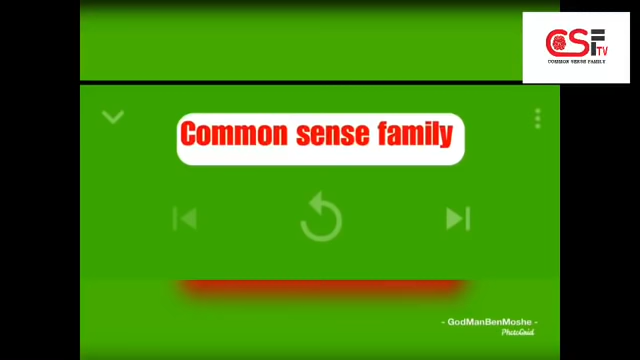 CSF TV
COMMON SENSE FAMILY
Common sense family
- GodManBenMoshe -
PhotoGrid